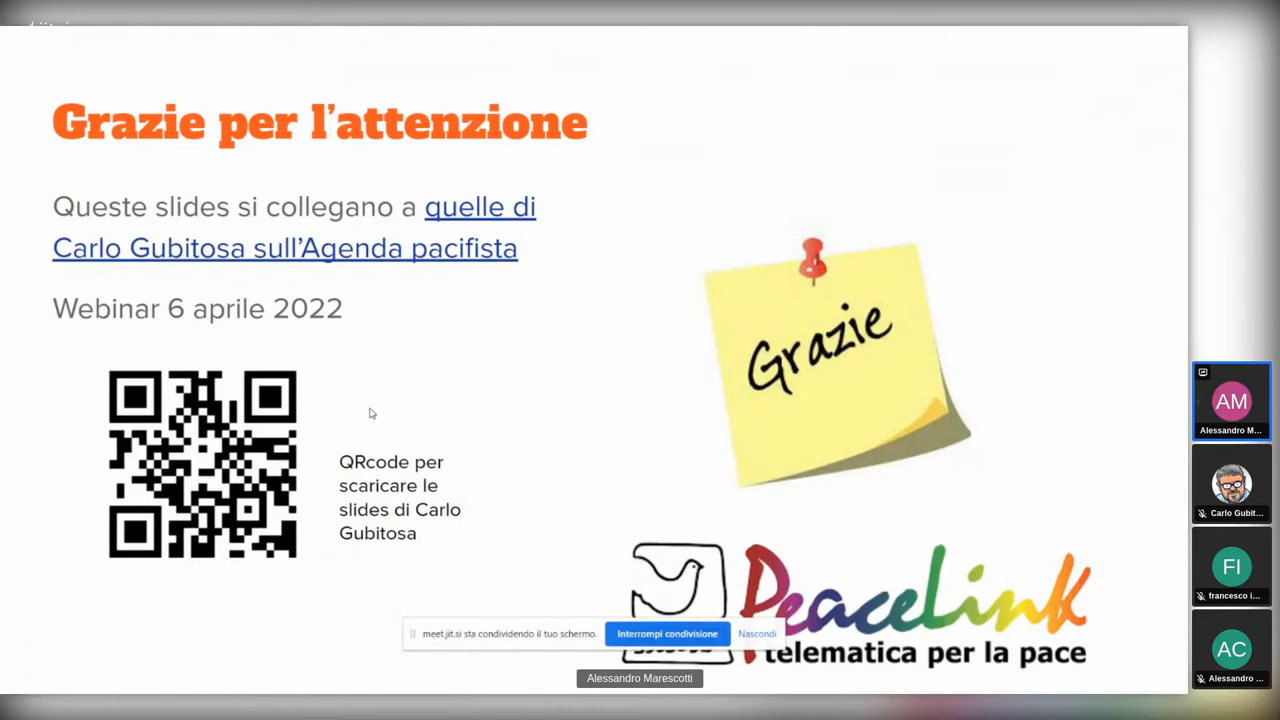 Grazie per l'attenzione
Queste slides si collegano a quelle di
Carlo Gubitosa sull'Agenda pacifista
Webinar 6 aprile 2022
QRcode per
scaricare le
slides di Carlo
Gubitosa
Grazie
PeaceLink
telematica per la pace
meet.jit.si sta condividendo il tuo schermo.
Interrompi condivisione
Nascondi
Alessandro Marescotti
AM
Alessandro M...
Carlo Gubit...
FI
francesco i...
AC
Alessandro ...